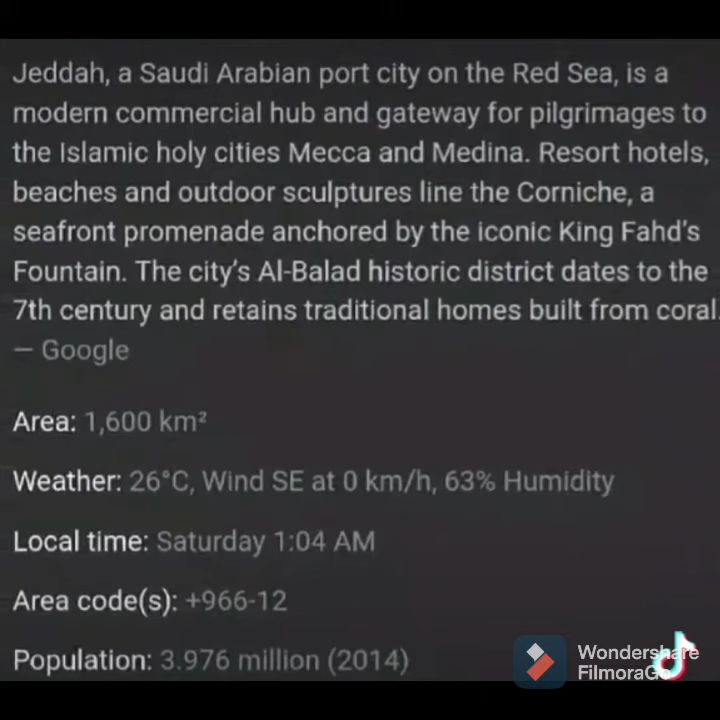 Jeddah, a Saudi Arabian port city on the Red Sea, is a
modern commercial hub and gateway for pilgrimages to
the Islamic holy cities Mecca and Medina. Resort hotels,
beaches and outdoor sculptures line the Corniche, a
seafront promenade anchored by the iconic King Fahd's
Fountain. The city's Al-Balad historic district dates to the
7th century and retains traditional homes built from coral.
— Google
Area: 1,600 km²
Weather: 26°C, Wind SE at 0 km/h, 63% Humidity
Local time: Saturday 1:04 AM
Area code(s): +966-12
Population: 3.976 million (2014)
Wondershare
FilmoraGo